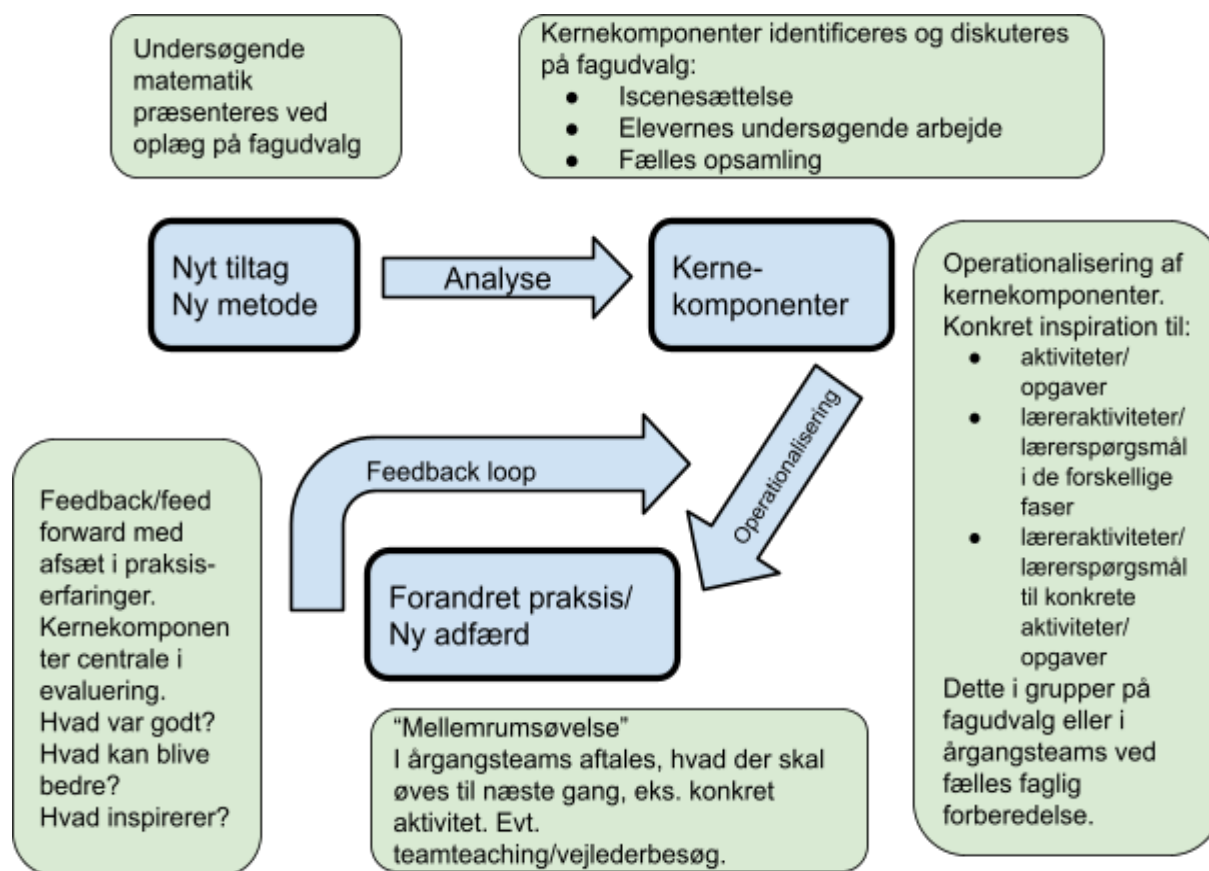 Undersøgende
matematik
præsenteres ved
oplæg på fagudvalg
Kernekomponenter identificeres og diskuteres
på fagudvalg:
● Iscenesættelse
● Elevernes undersøgende arbejde
● Fælles opsamling
Nyt tiltag
Ny metode
Analyse
Kerne-
komponenter
Operationalisering af
kernekomponenter.
Konkret inspiration til:
● aktiviteter/
opgaver
● læreraktiviteter/
lærerspørgsmål
i de forskellige
faser
● læreraktiviteter/
lærerspørgsmål
til konkrete
aktiviteter/
opgaver
Dette i grupper på
fagudvalg eller i
årgangsteams ved
fælles faglig
forberedelse.
Operationalisering
Feedback loop
Forandret praksis/
Ny adfærd
Feedback/feed
forward med
afsæt i praksis-
erfaringer.
Kernekomponen
ter centrale i
evaluering.
Hvad var godt?
Hvad kan blive
bedre?
Hvad inspirerer?
“Mellemrumsøvelse”
I årgangsteams aftales, hvad der skal
øves til næste gang, eks. konkret
aktivitet. Evt.
teamteaching/vejlederbesøg.